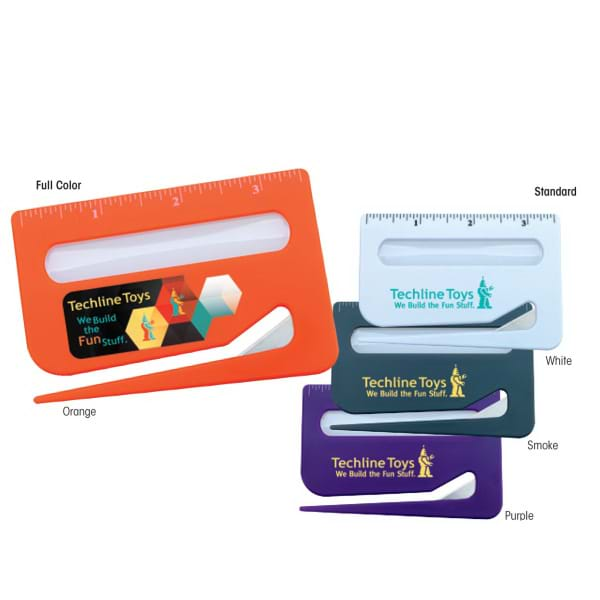 Full Color
1 2 3
Techline Toys
We Build
the
Fun Stuff.
Orange
Standard
1 2 3
Techline Toys
We Build the Fun Stuff.
White
Techline Toys
We Build the Fun Stuff.
Smoke
Techline Toys
We Build the Fun Stuff.
Purple